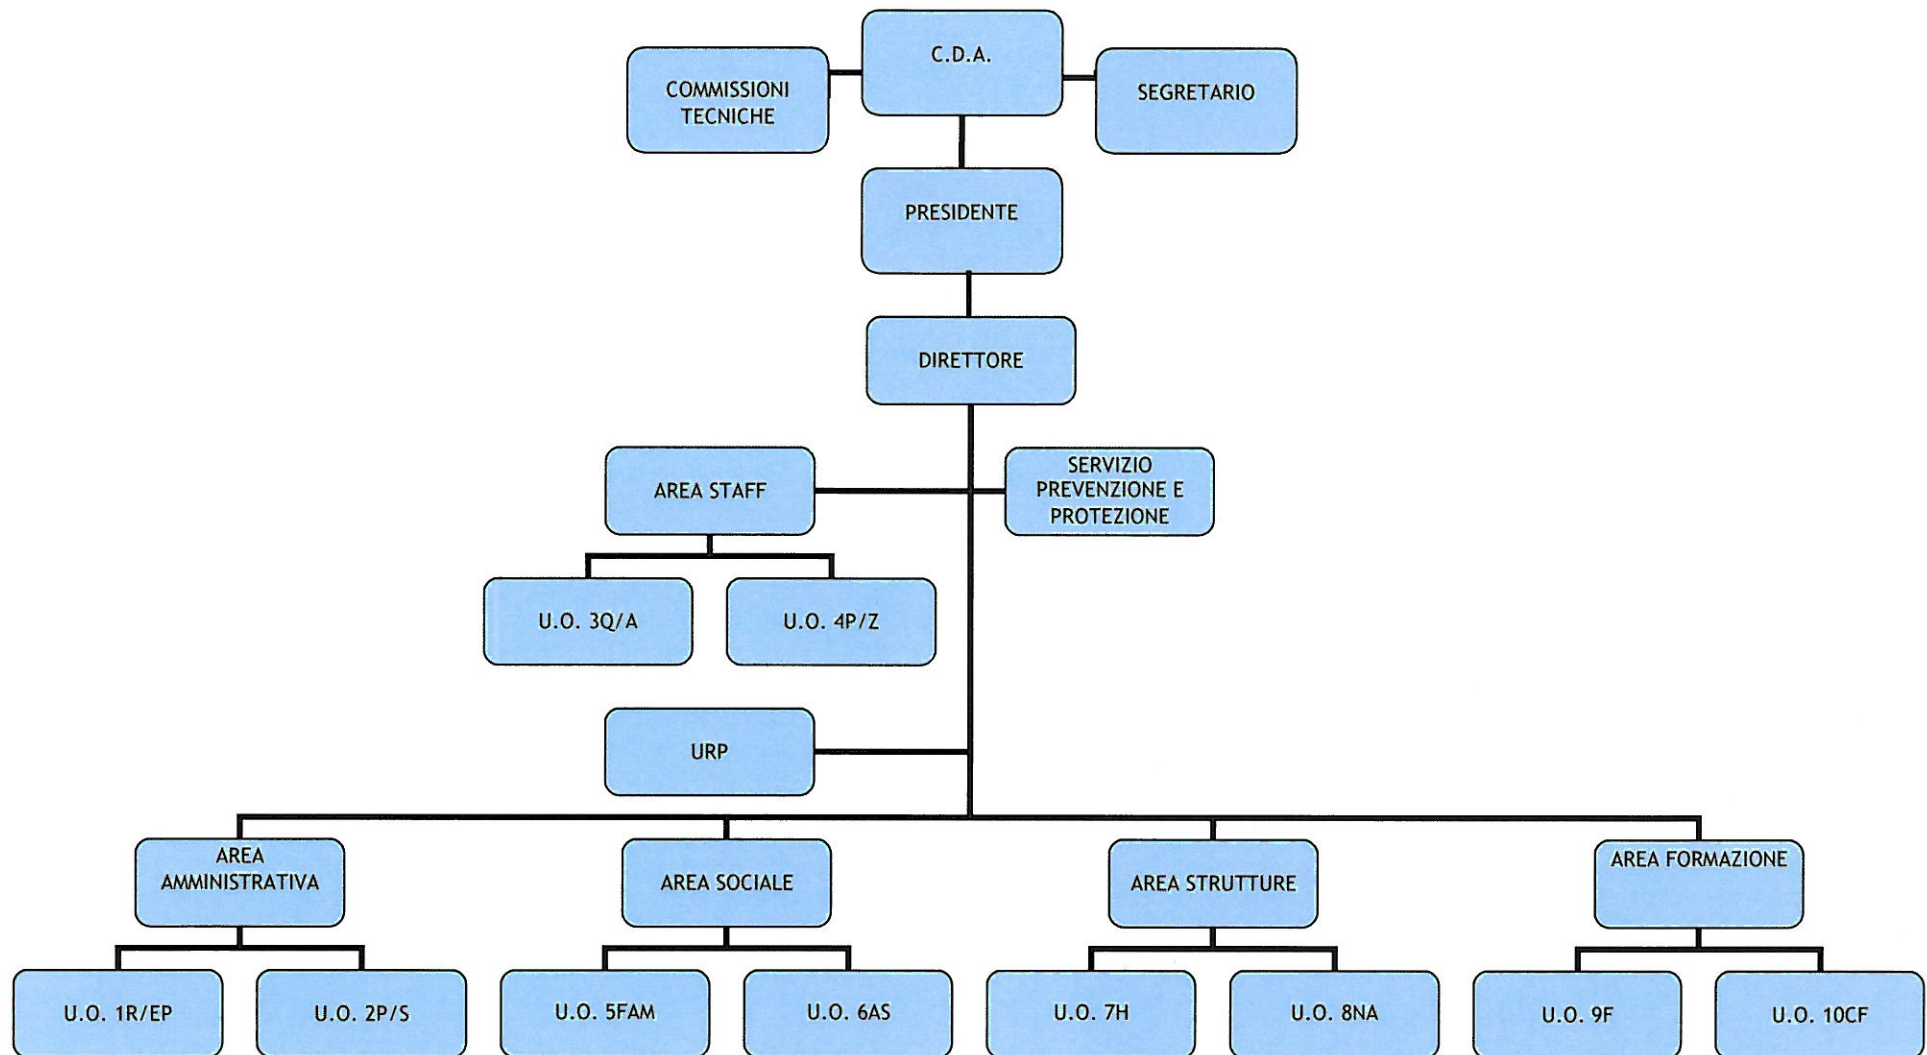 C.D.A.
COMMISSIONI
TECNICHE
SEGRETARIO
PRESIDENTE
DIRETTORE
AREA STAFF
SERVIZIO
PREVENZIONE E
PROTEZIONE
U.O. 3Q/A
U.O. 4P/Z
URP
AREA
AMMINISTRATIVA
AREA SOCIALE
AREA STRUTTURE
AREA FORMAZIONE
U.O. 1R/EP
U.O. 2P/S
U.O. 5FAM
U.O. 6AS
U.O. 7H
U.O. 8NA
U.O. 9F
U.O. 10CF